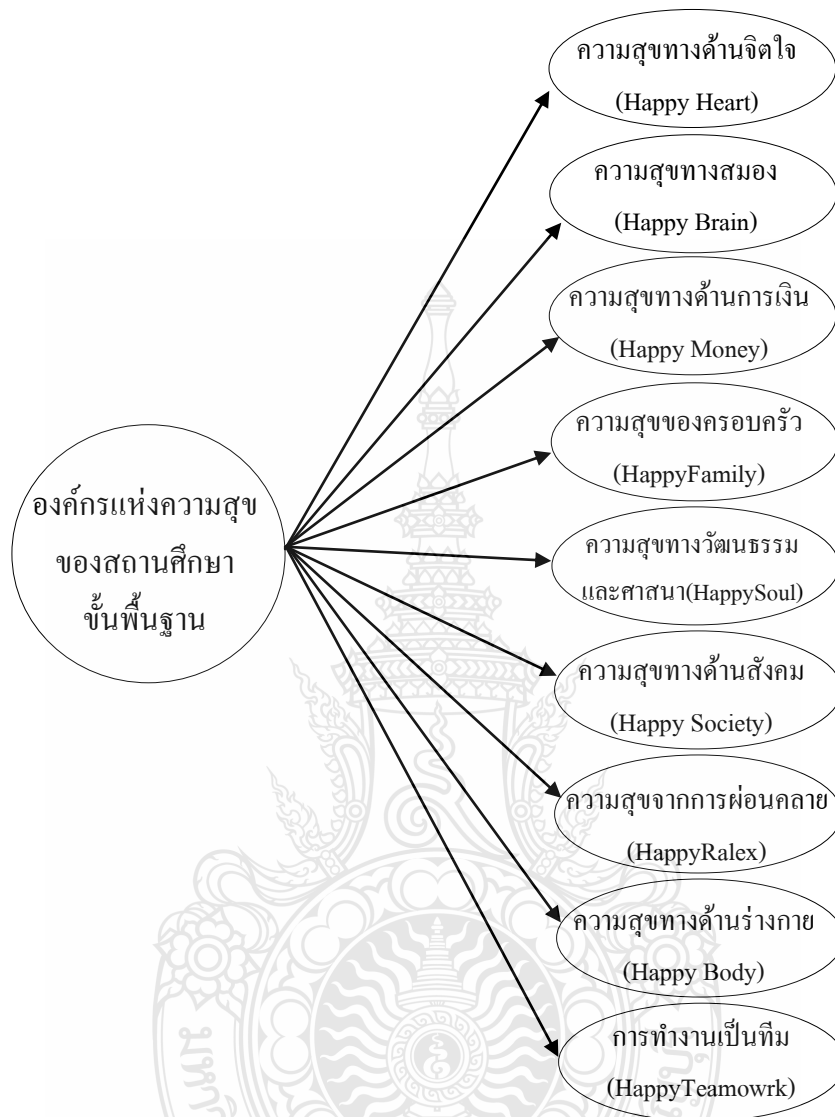 ความสุขทางด้านจิตใจ
(Happy Heart)
ความสุขทางสมอง
(Happy Brain)
ความสุขทางด้านการเงิน
(Happy Money)
ความสุขของครอบครัว
(HappyFamily)
องค์กรแห่งความสุข
ของสถานศึกษา
ขั้นพื้นฐาน
ความสุขทางวัฒนธรรม
และศาสนา(HappySoul)
ความสุขทางด้านสังคม
(Happy Society)
ความสุขจากการผ่อนคลาย
(HappyRalex)
ความสุขทางด้านร่างกาย
(Happy Body)
การทำงานเป็นทีม
(HappyTeamowrk)